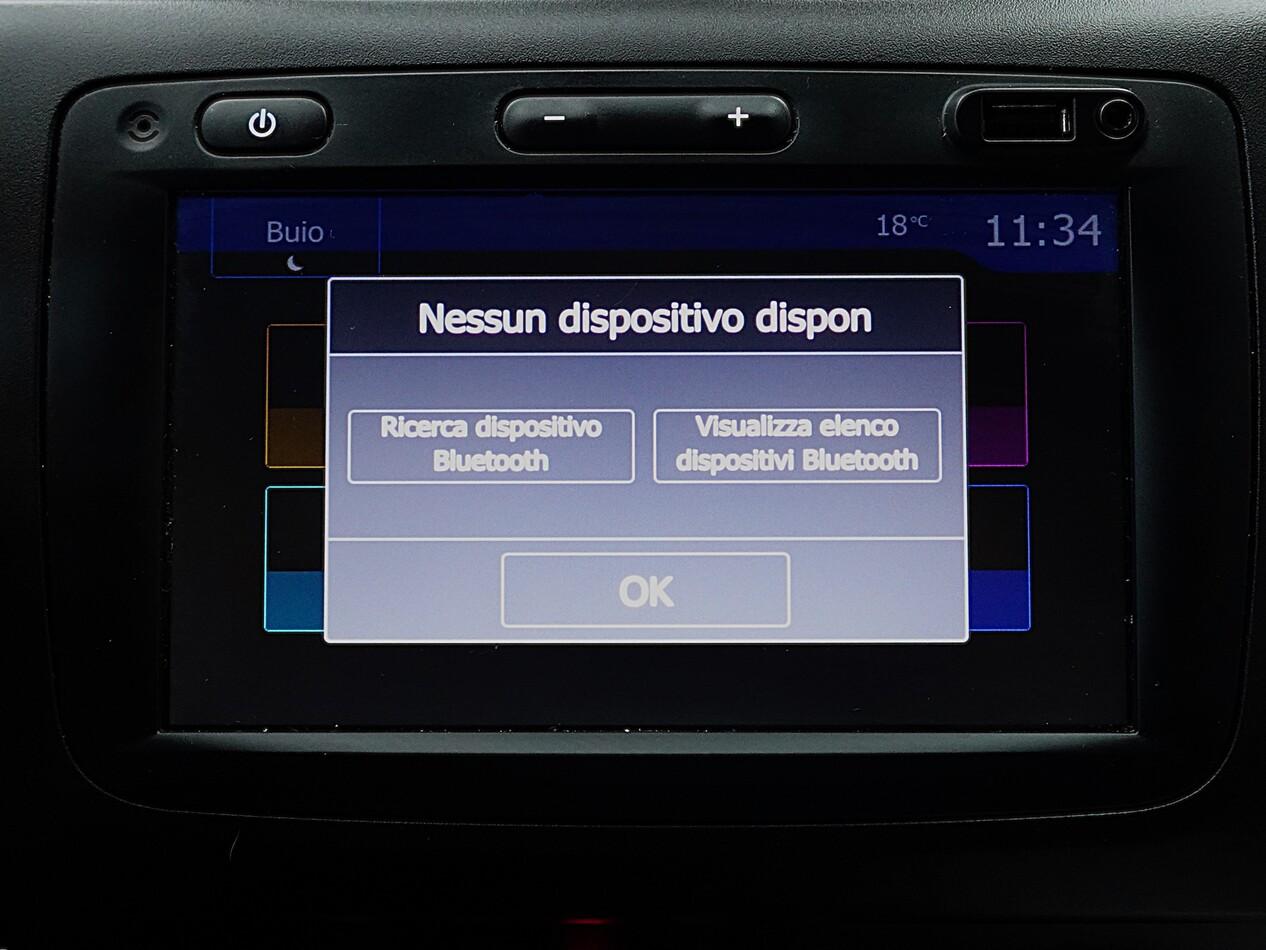 Buio
18°C
11:34
Nessun dispositivo dispon
Ricerca dispositivo
Bluetooth
Visualizza elenco
dispositivi Bluetooth
OK